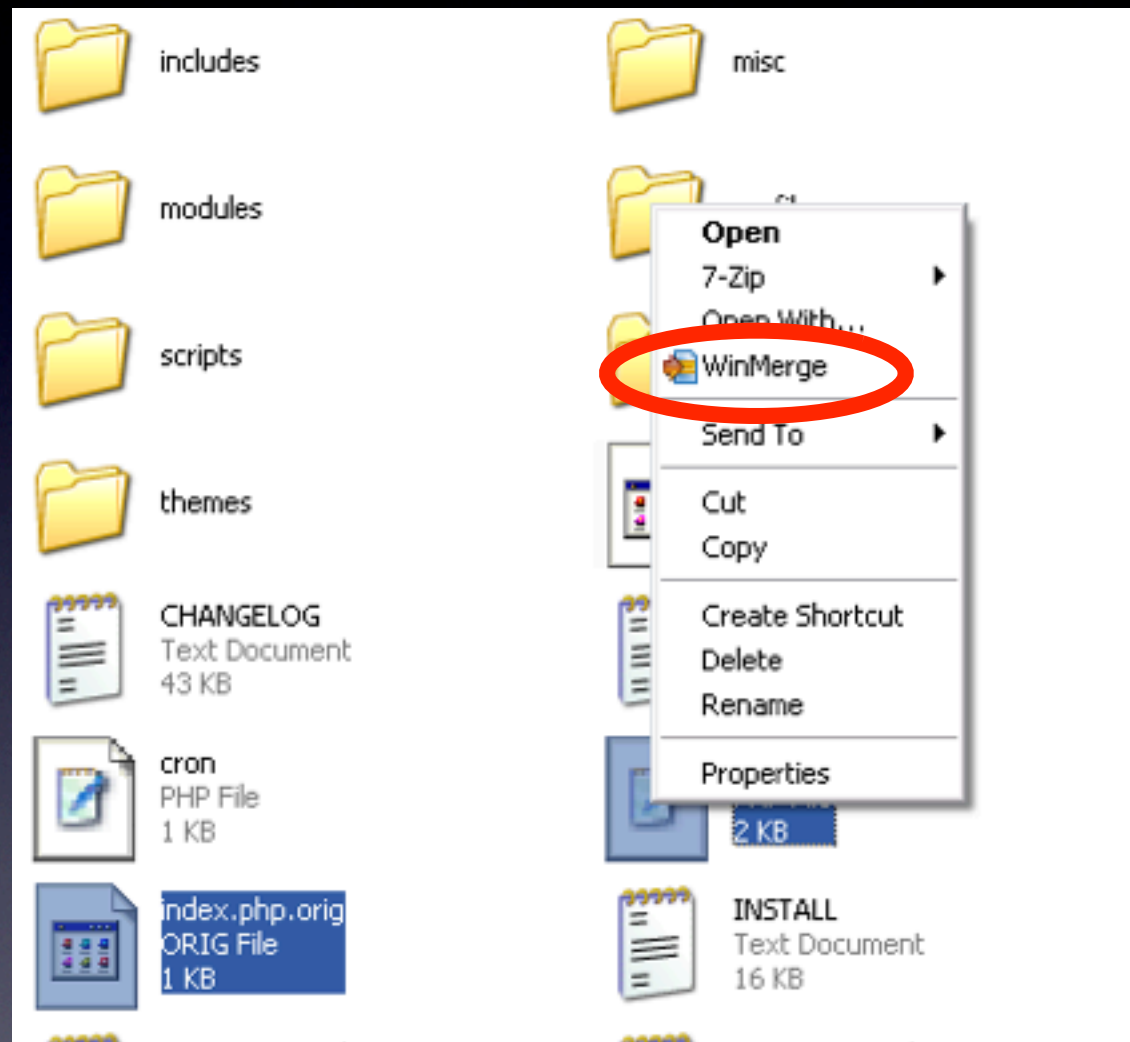 includes
misc
modules
scripts
themes
Open
7-Zip
Open With...
WinMerge
Send To
Cut
Copy
Create Shortcut
Delete
Rename
Properties
CHANGELOG
Text Document
43 KB
cron
PHP File
1 KB
2 KB
index.php.orig
ORIG File
1 KB
INSTALL
Text Document
16 KB